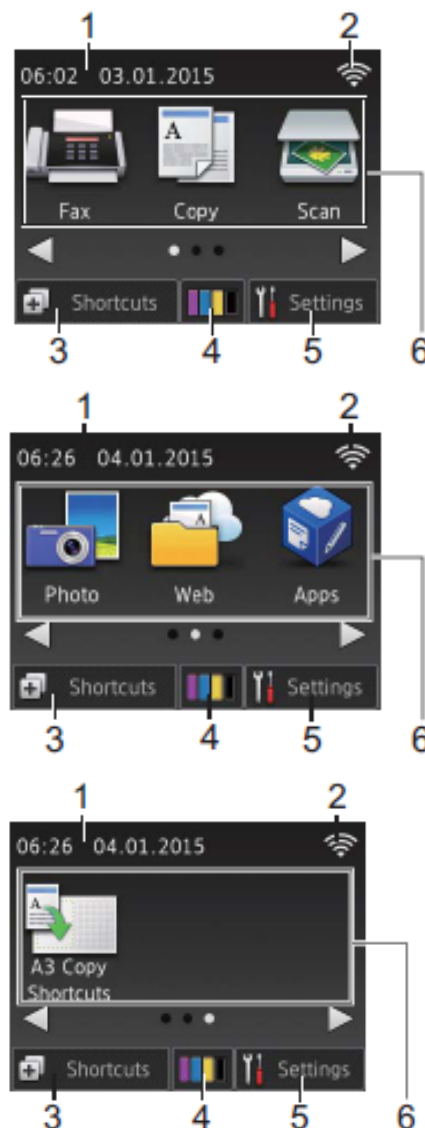 1 2
06:02 03.01.2015
A
Fax Copy Scan
Shortcuts Settings
3 4 5 6
1 2
06:26 04.01.2015
A
Photo Web Apps
Shortcuts Settings
3 4 5 6
1 2
06:26 04.01.2015
A
A3 Copy
Shortcuts
Shortcuts Settings
3 4 5 6